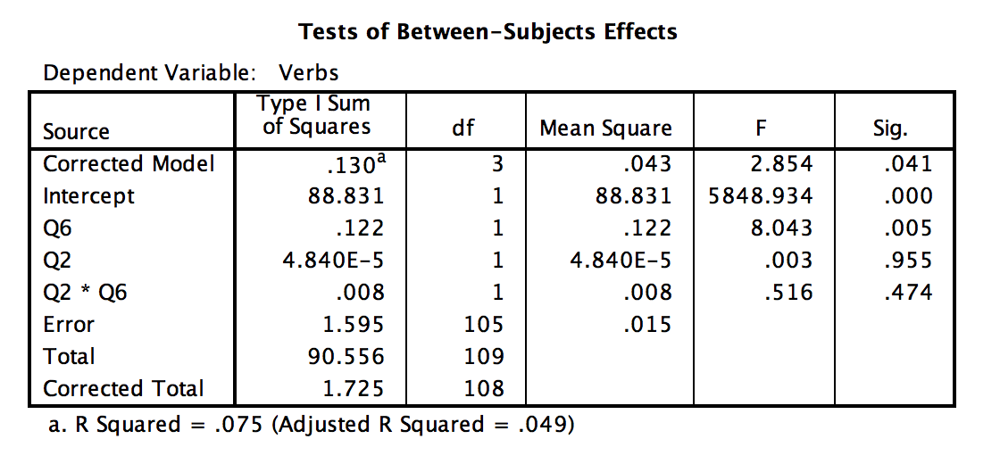 Tests of Between-Subjects Effects
Dependent Variable: Verbs
Source Type I Sum of Squares df Mean Square F Sig.
Corrected Model .130a 3 .043 2.854 .041
Intercept 88.831 1 88.831 5848.934 .000
Q6 .122 1 .122 8.043 .005
Q2 4.840E-5 1 4.840E-5 .003 .955
Q2 * Q6 .008 1 .008 .516 .474
Error 1.595 105 .015
Total 90.556 109
Corrected Total 1.725 108
a. R Squared = .075 (Adjusted R Squared = .049)